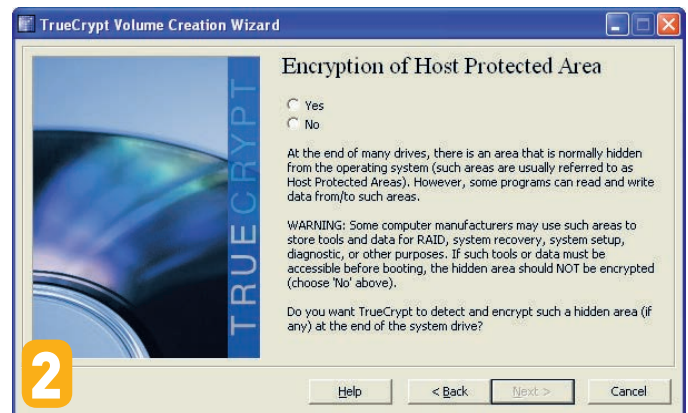 TrueCrypt Volume Creation Wizard
TRUECRYPT
Encryption of Host Protected Area
Yes
No
At the end of many drives, there is an area that is normally hidden
from the operating system (such areas are usually referred to as
Host Protected Areas). However, some programs can read and write
data from/to such areas.
WARNING: Some computer manufacturers may use such areas to
store tools and data for RAID, system recovery, system setup,
diagnostic, or other purposes. If such tools or data must be
accessible before booting, the hidden area should NOT be encrypted
(choose 'No' above).
Do you want TrueCrypt to detect and encrypt such a hidden area (if
any) at the end of the system drive?
2
Help
< Back
Next >
Cancel